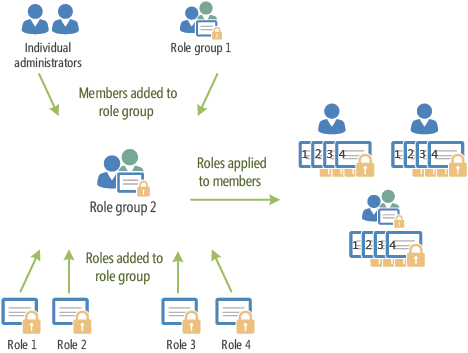 Individual
administrators
Role group 1
Members added to
role group
Role group 2
Roles applied
to members
1 2 3 4
1 2 3 4
1 2 3 4
Roles added to
role group
Role 1
Role 2
Role 3
Role 4